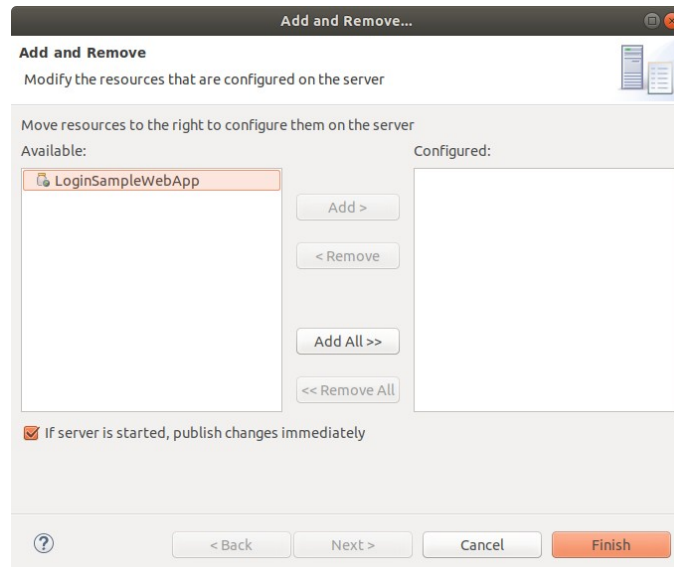 Add and Remove...
Add and Remove
Modify the resources that are configured on the server
Move resources to the right to configure them on the server
Available:
Configured:
LoginSampleWebApp
Add >
< Remove
Add All >>
<< Remove All
If server is started, publish changes immediately
?
< Back
Next >
Cancel
Finish